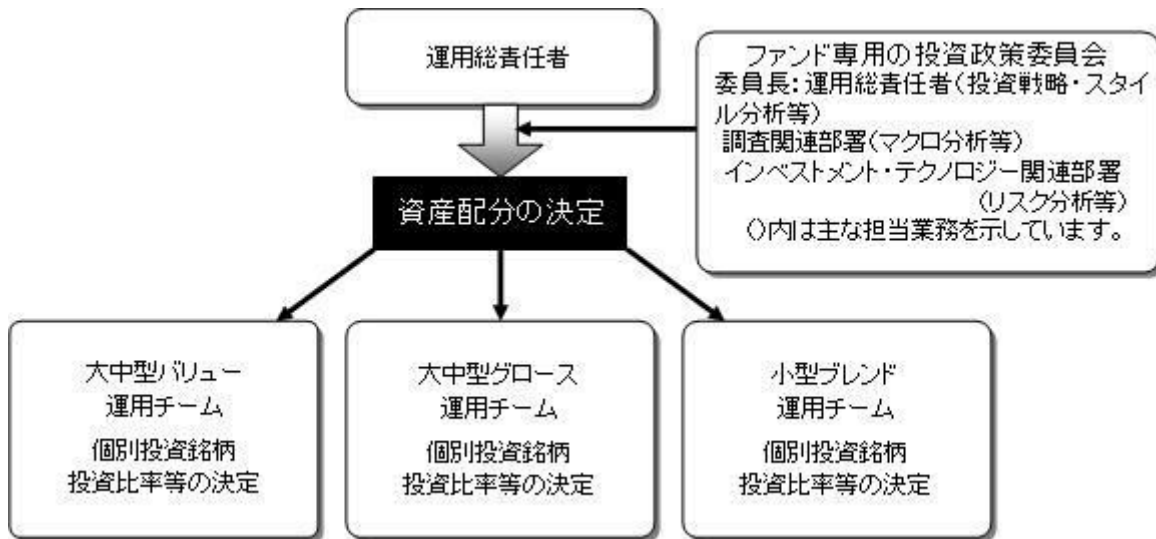 運用総責任者
ファンド専用の投資政策委員会
委員長:運用総責任者(投資戦略・スタイ
ル分析等)
調査関連部署(マクロ分析等)
インベストメント・テクノロジー関連部署
(リスク分析等)
()内は主な担当業務を示しています。
資産配分の決定
大中型バリュー
運用チーム
個別投資銘柄
投資比率等の決定
大中型グロース
運用チーム
個別投資銘柄
投資比率等の決定
小型ブレンド
運用チーム
個別投資銘柄
投資比率等の決定